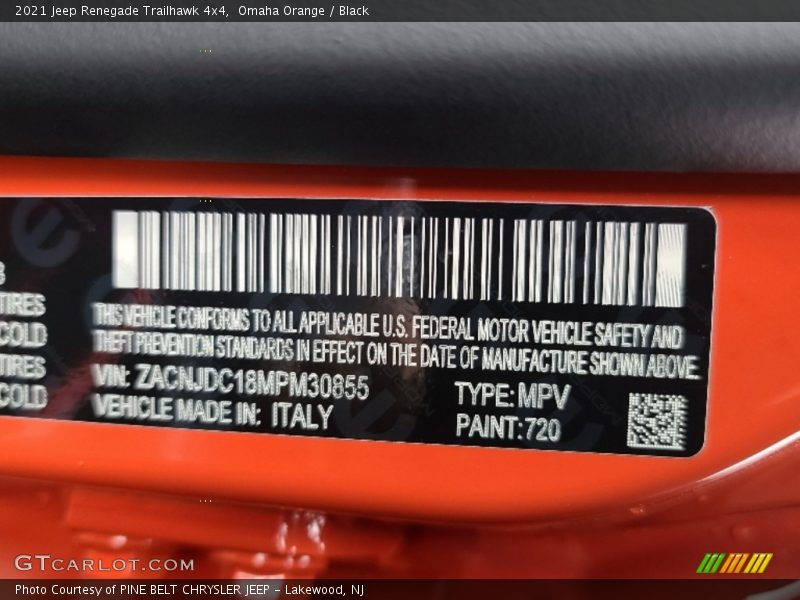 2021 Jeep Renegade Trailhawk 4x4,  Omaha Orange / Black
TIRES
COLD
TIRES
COLD
THIS VEHICLE CONFORMS TO ALL APPLICABLE U.S. FEDERAL MOTOR VEHICLE SAFETY AND
THEFT PREVENTION STANDARDS IN EFFECT ON THE DATE OF MANUFACTURE SHOWN ABOVE.
VIN: ZACNJDC18MPM30855
TYPE: MPV
VEHICLE MADE IN: ITALY
PAINT: 720
GTCARLOT.COM
Photo Courtesy of PINE BELT CHRYSLER JEEP - Lakewood, NJ